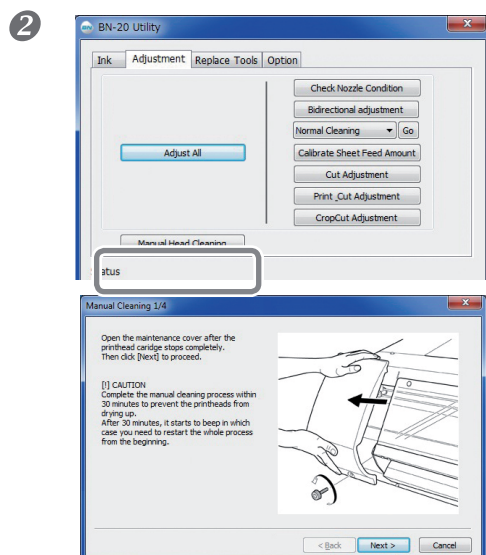 2
BN-20 Utility
Ink Adjustment Replace Tools Option
Check Nozzle Condition
Bidirectional adjustment
Normal Cleaning Go
Adjust All
Calibrate Sheet Feed Amount
Cut Adjustment
Print_Cut Adjustment
CropCut Adjustment
Manual Head Cleaning
atus
Manual Cleaning 1/4
Open the maintenance cover after the
printhead caridge stops completely.
Then click [Next] to proceed.
[!] CAUTION
Complete the manual cleaning process within
30 minutes to prevent the printheads from
drying up.
After 30 minutes, it starts to beep in which
case you need to restart the whole process
from the beginning.
< Back Next > Cancel